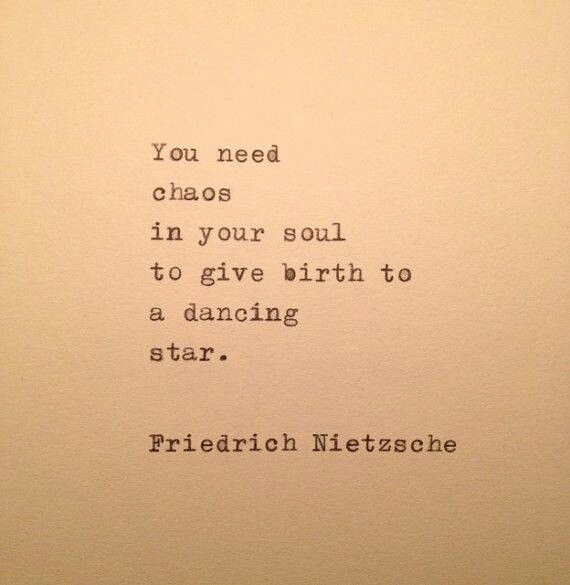 You need
chaos
in your soul
to give birth to
a dancing
star.
Friedrich Nietzsche